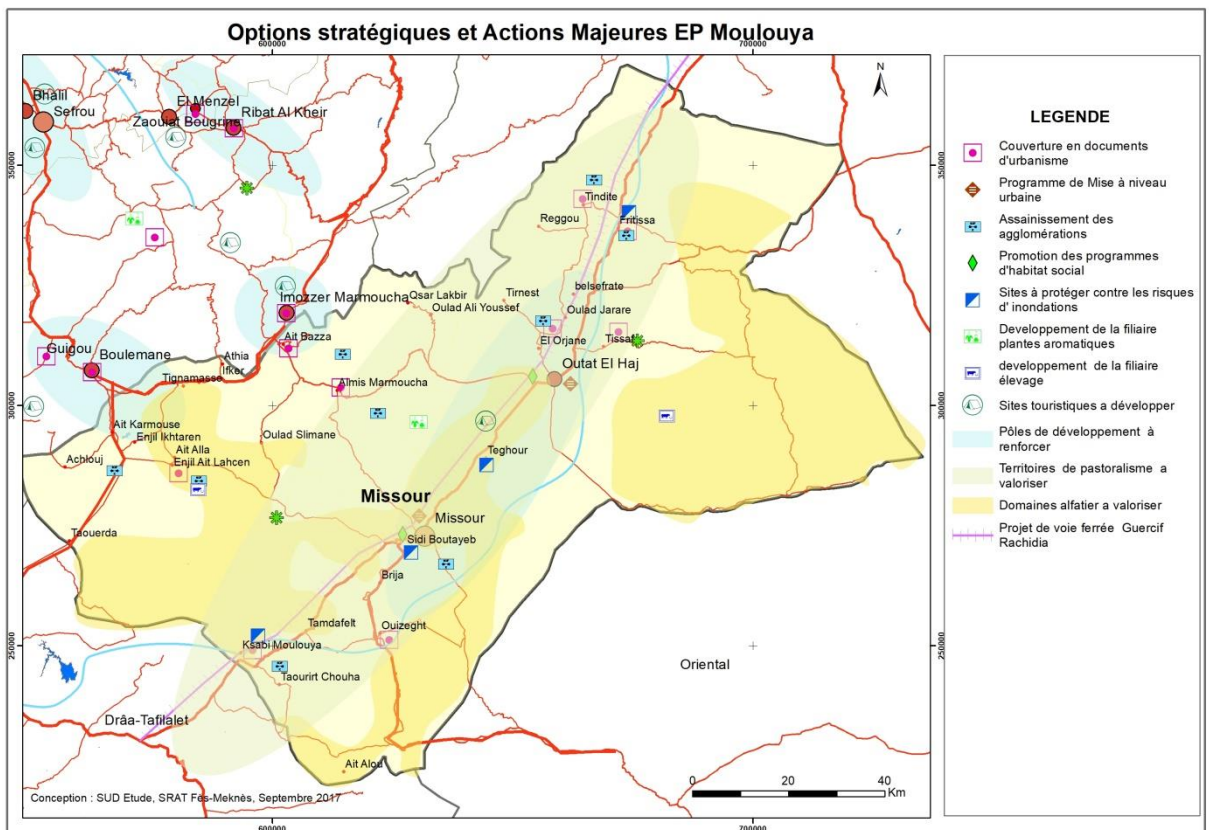 Options stratégiques et Actions Majeures EP Moulouya
600000
700000
N
Bhalil
Sefrou
El Menzel
Zaouiat Bougrine
Ribat Al Kheir
350000
350000
Tindite
Reggou
Fritissa
Imozzer Marmoucha
Qsar Lakbir
Tirnest
belsefrate
Oulad Ali Youssef
Oulad Jarare
Ait Bazza
El Orjane
Tissaf
Guigou
Boulemane
Athia
Ifker
Outat El Haj
Tignamasse
Almis Marmoucha
300000
300000
Ait Karmouse
Enjil Ikhtaren
Oulad Slimane
Ait Alla
Achlouj
Enjil Ait Lahcen
Teghour
Missour
Missour
Taouerda
Sidi Boutayeb
Brija
Tamdafelt
Ouizeght
250000
250000
Ksabi Moulouya
Oriental
Taourirt Chouha
Drâa-Tafilalet
Ait Alou
Conception : SUD Etude, SRAT Fès-Meknès, Septembre 2017
0 20 40
Km
600000
700000
LEGENDE
Couverture en documents
d'urbanisme
Programme de Mise à niveau
urbaine
Assainissement des
agglomérations
Promotion des programmes
d'habitat social
Sites à protéger contre les risques
d' inondations
Developpement de la filiaire
plantes aromatiques
developpement de la filiaire
élevage
Sites touristiques a développer
Pôles de développement à
renforcer
Territoires de pastoralisme a
valoriser
Domaines alfatier a valoriser
Projet de voie ferrée Guercif
Rachidia